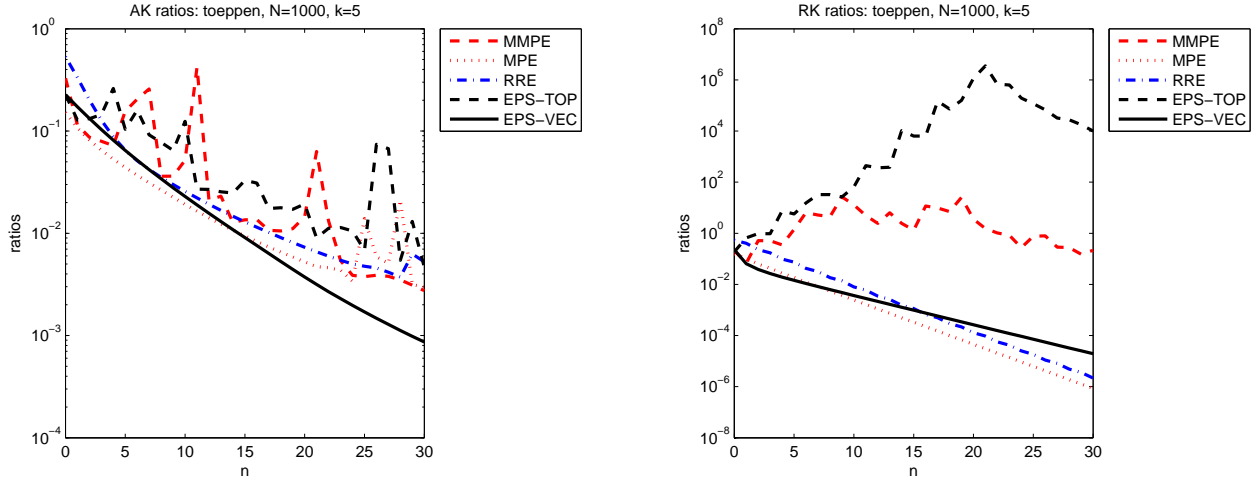 AK ratios: toeppen, N=1000, k=5
10^0
10^-1
10^-2
10^-3
10^-4
ratios
0 5 10 15 20 25 30
n
MMPE
MPE
RRE
EPS-TOP
EPS-VEC
RK ratios: toeppen, N=1000, k=5
10^8
10^6
10^4
10^2
10^0
10^-2
10^-4
10^-6
10^-8
ratios
0 5 10 15 20 25 30
n
MMPE
MPE
RRE
EPS-TOP
EPS-VEC